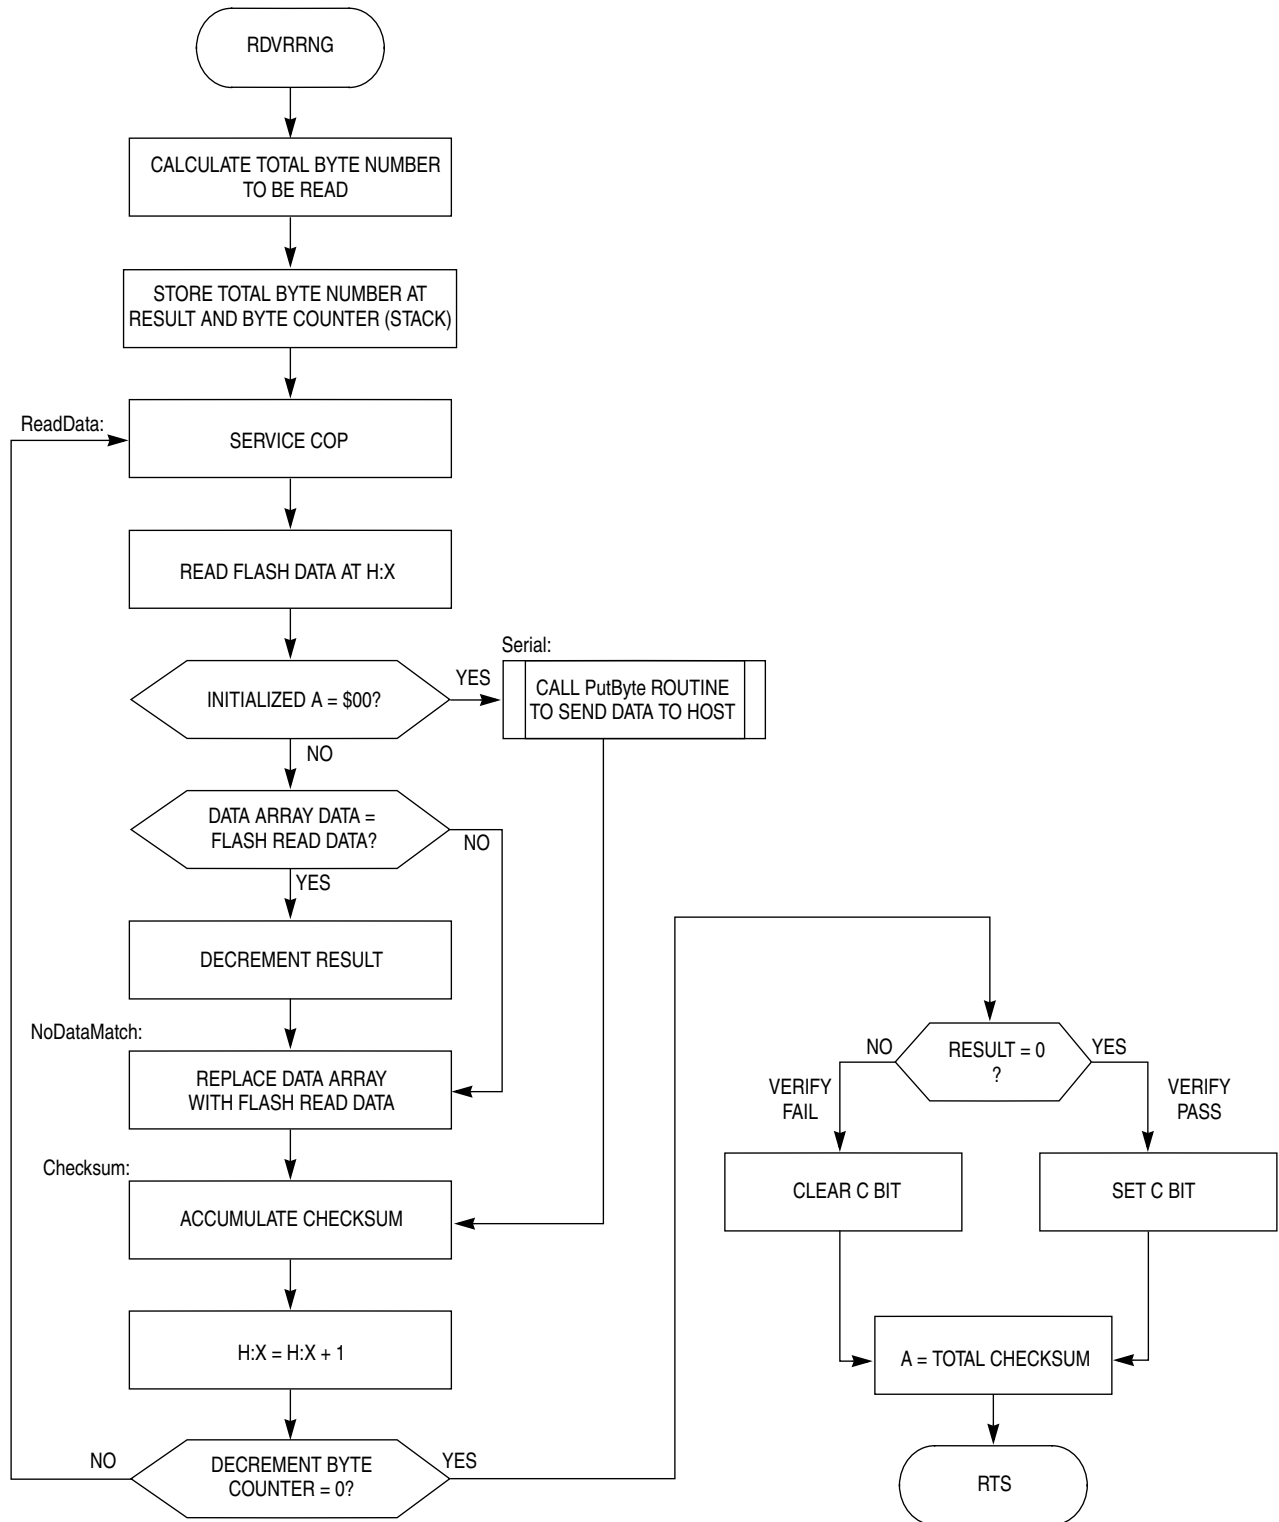 RDVRRNG
CALCULATE TOTAL BYTE NUMBER
TO BE READ
STORE TOTAL BYTE NUMBER AT
RESULT AND BYTE COUNTER (STACK)
ReadData:
SERVICE COP
READ FLASH DATA AT H:X
Serial:
INITIALIZED A = $00?
YES
CALL PutByte ROUTINE
TO SEND DATA TO HOST
NO
DATA ARRAY DATA =
FLASH READ DATA?
NO
YES
DECREMENT RESULT
NoDataMatch:
REPLACE DATA ARRAY
WITH FLASH READ DATA
Checksum:
ACCUMULATE CHECKSUM
H:X = H:X + 1
NO
DECREMENT BYTE
COUNTER = 0?
YES
NO
RESULT = 0
?
YES
VERIFY
FAIL
VERIFY
PASS
CLEAR C BIT
SET C BIT
A = TOTAL CHECKSUM
RTS